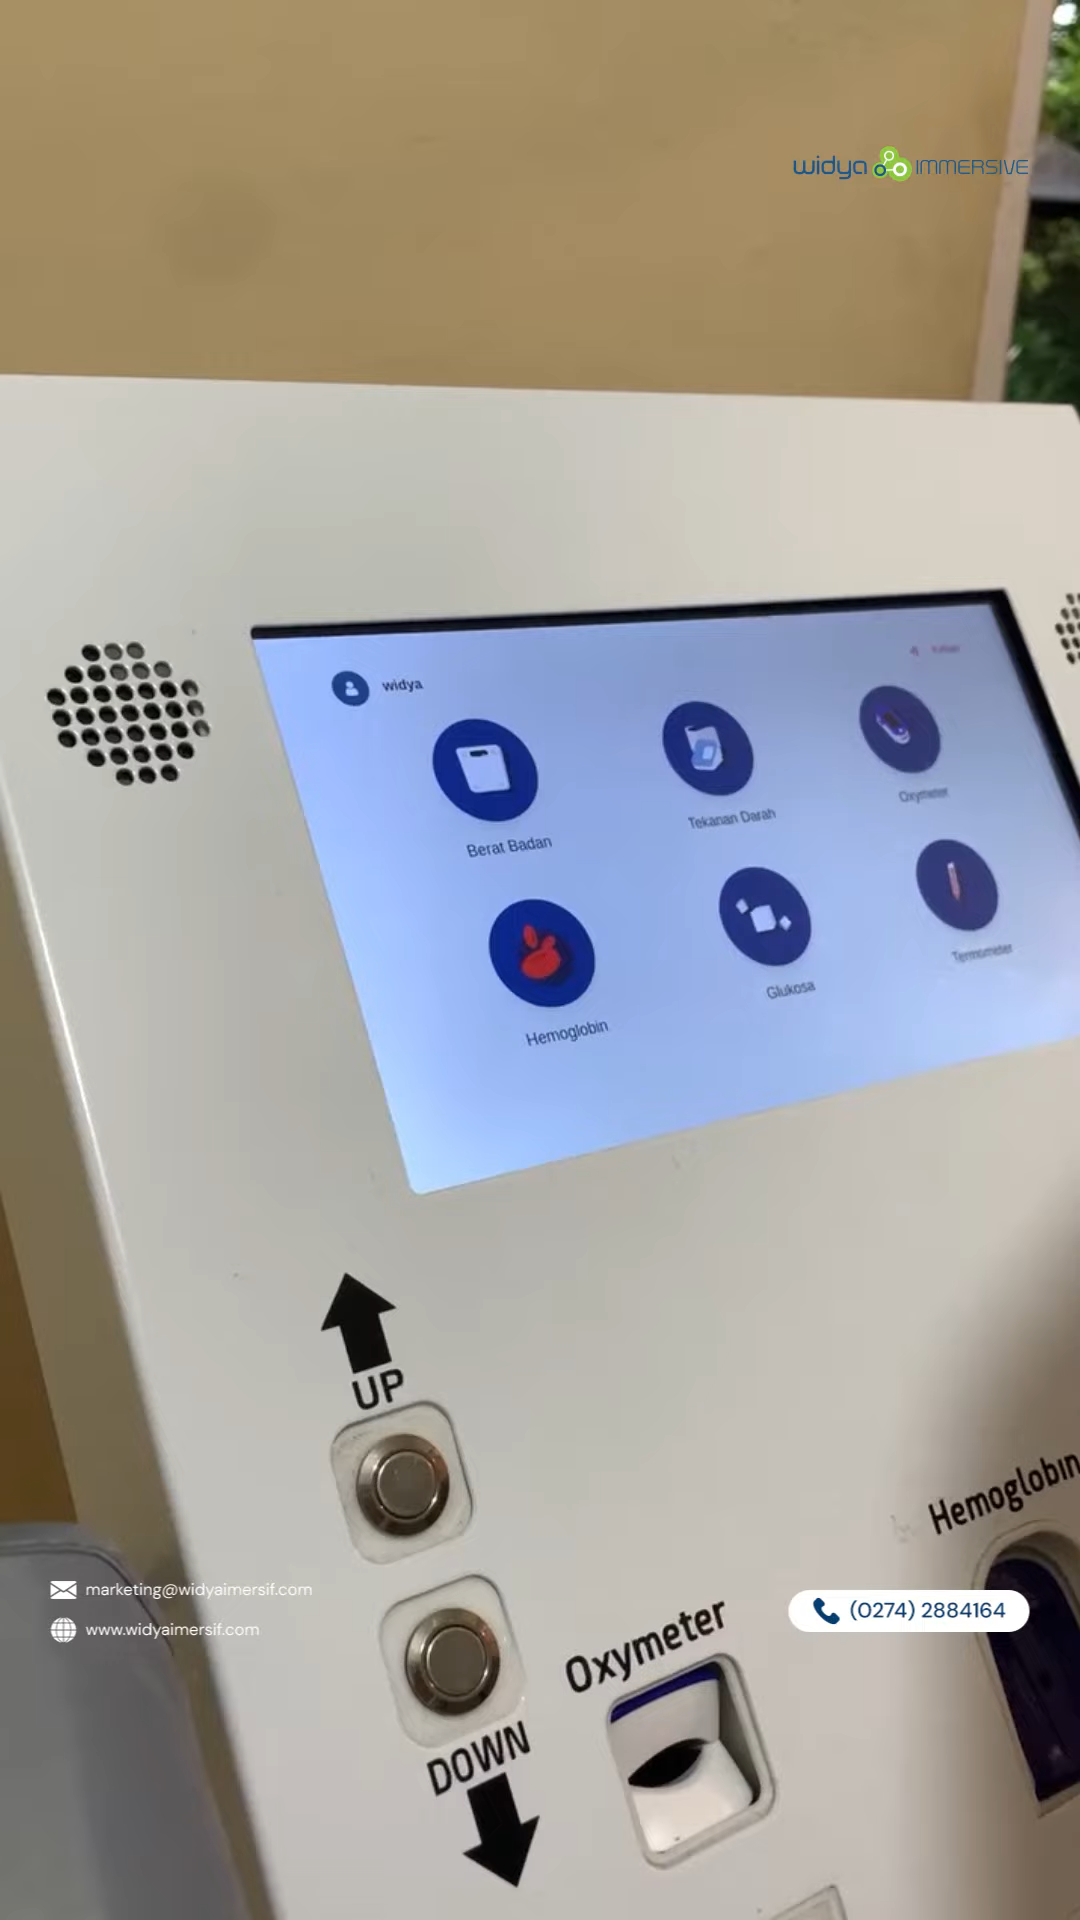 widya IMMERSIVE
widya
Berat Badan
Tekanan Darah
Oxymeter
Hemoglobin
Glukosa
Termometer
UP
DOWN
Oxymeter
Hemoglobin
marketing@widyaimersif.com
www.widyaimersif.com
(0274) 2884164